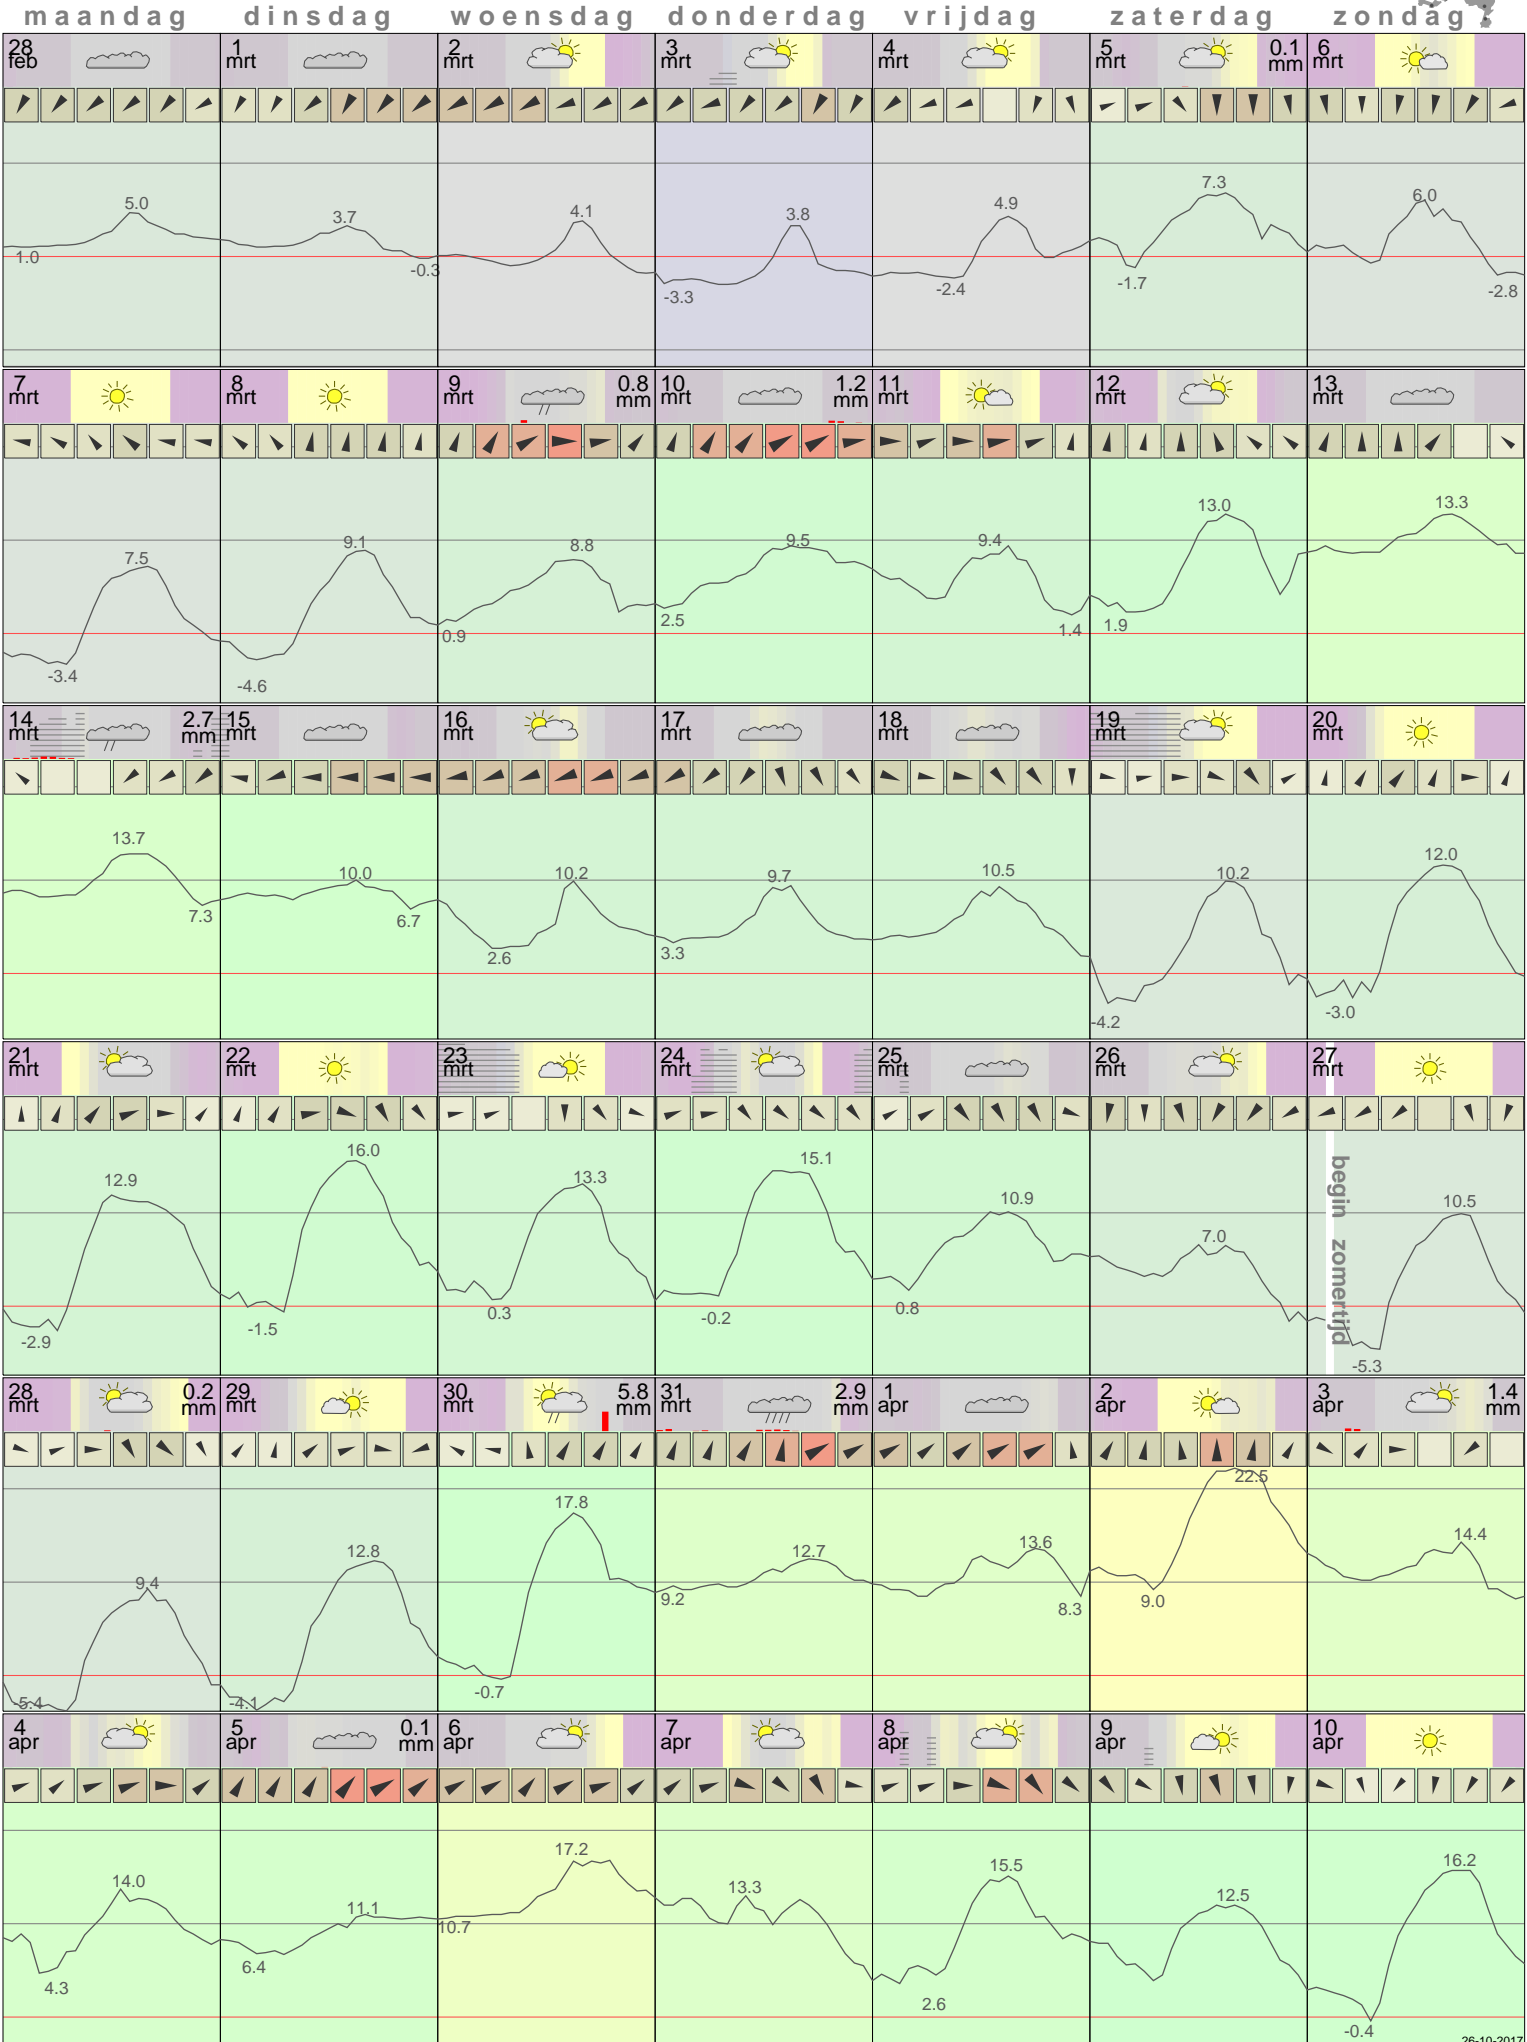 maandag dinsdag woensdag donderdag vrijdag zaterdag zondag
28 feb 1 mrt 2 mrt 3 mrt 4 mrt 5 mrt 0.1 mm 6 mrt
5.0 3.7 4.1 3.8 4.9 7.3 6.0
1.0 -0.3 -3.3 -2.4 -1.7 -2.8
7 mrt 8 mrt 9 mrt 0.8 mm 10 mrt 1.2 mm 11 mrt 12 mrt 13 mrt
7.5 9.1 8.8 9.5 9.4 13.0 13.3
-3.4 -4.6 0.9 2.5 1.4 1.9
14 mrt 2.7 mm 15 mrt 16 mrt 17 mrt 18 mrt 19 mrt 20 mrt
13.7 10.0 10.2 9.7 10.5 10.2 12.0
7.3 6.7 2.6 3.3 -4.2 -3.0
21 mrt 22 mrt 23 mrt 24 mrt 25 mrt 26 mrt 27 mrt
12.9 16.0 13.3 15.1 10.9 7.0 10.5
begin zomertijd
-2.9 -1.5 0.3 -0.2 0.8 -5.3
28 mrt 0.2 mm 29 mrt 30 mrt 5.8 mm 31 mrt 2.9 mm 1 apr 2 apr 3 apr 1.4 mm
9.4 12.8 17.8 12.7 13.6 22.5 14.4
-5.4 -4.1 -0.7 9.2 8.3 9.0
4 apr 5 apr 0.1 mm 6 apr 7 apr 8 apr 9 apr 10 apr
14.0 11.1 17.2 13.3 15.5 12.5 16.2
4.3 6.4 10.7 2.6 -0.4
26-10-2017